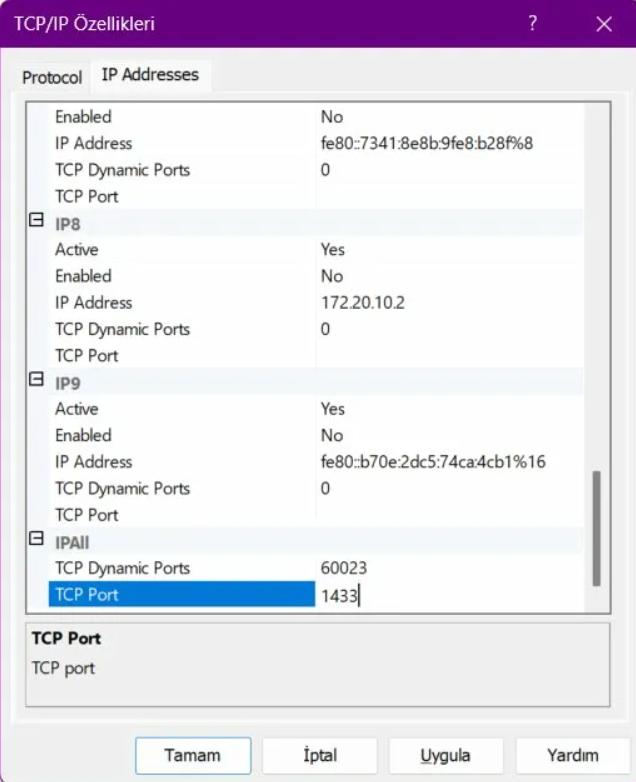 TCP/IP Özellikleri ?
Protocol IP Addresses
Enabled No
IP Address fe80::7341:8e8b:9fe8:b28f%8
TCP Dynamic Ports 0
TCP Port
IP8
Active Yes
Enabled No
IP Address 172.20.10.2
TCP Dynamic Ports 0
TCP Port
IP9
Active Yes
Enabled No
IP Address fe80::b70e:2dc5:74ca:4cb1%16
TCP Dynamic Ports 0
TCP Port
IPAll
TCP Dynamic Ports 60023
TCP Port 1433
TCP Port
TCP port
Tamam İptal Uygula Yardım